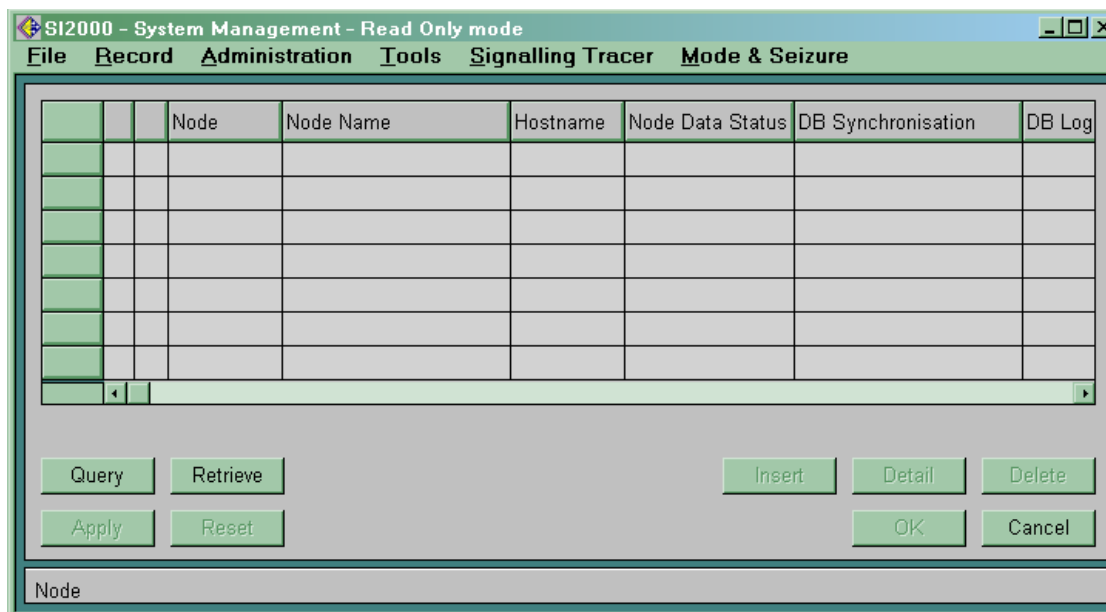 SI2000 - System Management - Read Only mode
File Record Administration Tools Signalling Tracer Mode & Seizure
Node Node Name Hostname Node Data Status DB Synchronisation DB Log
Query Retrieve Insert Detail Delete
Apply Reset OK Cancel
Node